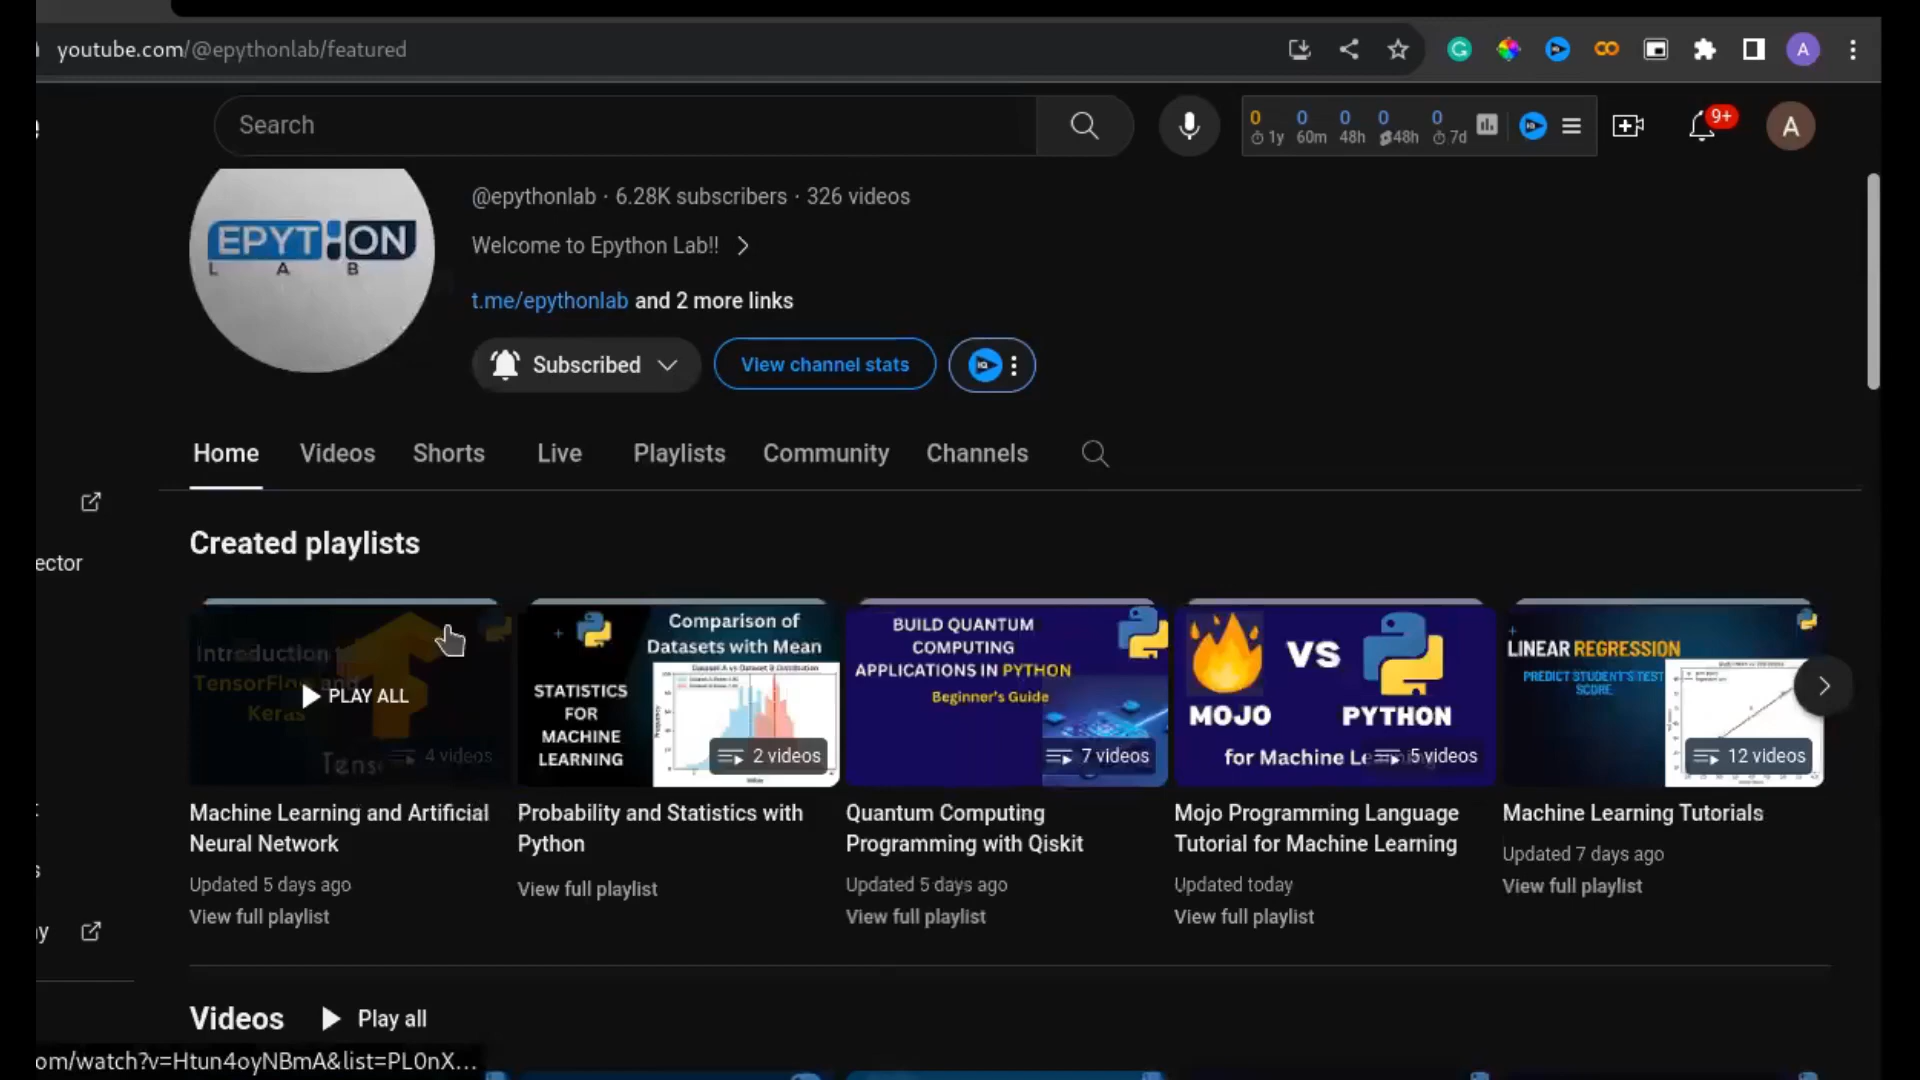 youtube.com/@epythonlab/featured
Search
0 0 0 0 0
1y 60m 48h 48h 7d
9+
A
A
EPYTHON
LAB
@epythonlab · 6.28K subscribers · 326 videos
Welcome to Epython Lab!!
t.me/epythonlab and 2 more links
Subscribed
View channel stats
Home Videos Shorts Live Playlists Community Channels
ector
Created playlists
Introduction t
TensorFlow and
Keras
Tens
PLAY ALL
4 videos
Machine Learning and Artificial
Neural Network
Updated 5 days ago
View full playlist
Comparison of
Datasets with Mean
STATISTICS
FOR
MACHINE
LEARNING
2 videos
Probability and Statistics with
Python
View full playlist
BUILD QUANTUM
COMPUTING
APPLICATIONS IN PYTHON
Beginner's Guide
7 videos
Quantum Computing
Programming with Qiskit
Updated 5 days ago
View full playlist
VS
MOJO PYTHON
for Machine Le
5 videos
Mojo Programming Language
Tutorial for Machine Learning
Updated today
View full playlist
LINEAR REGRESSION
PREDICT STUDENT'S TEST
SCORE
12 videos
Machine Learning Tutorials
Updated 7 days ago
View full playlist
ay
Videos Play all
om/watch?v=Htun4oyNBmA&list=PL0nX...